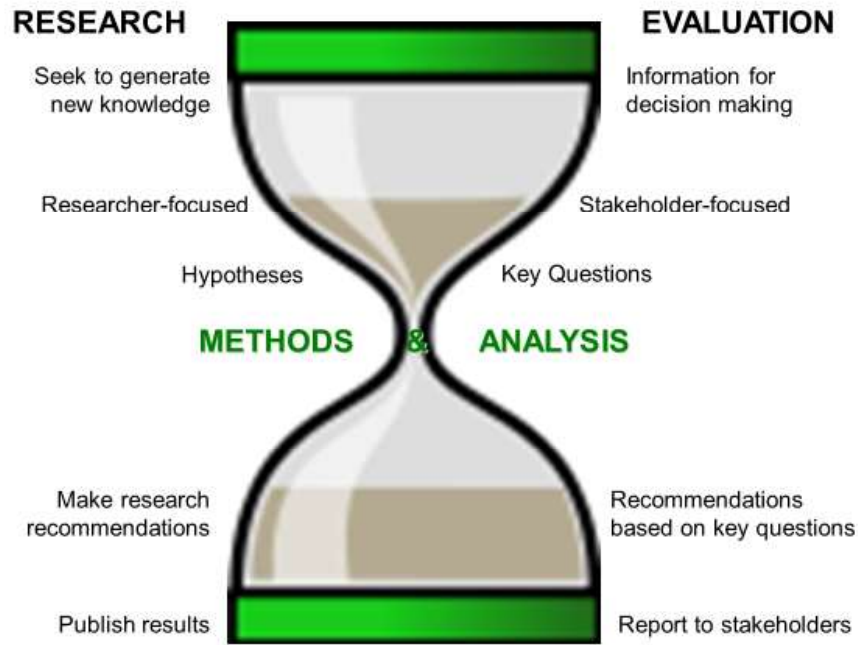 RESEARCH
EVALUATION
Seek to generate
new knowledge
Information for
decision making
Researcher-focused
Stakeholder-focused
Hypotheses
Key Questions
METHODS & ANALYSIS
Make research
recommendations
Recommendations
based on key questions
Publish results
Report to stakeholders